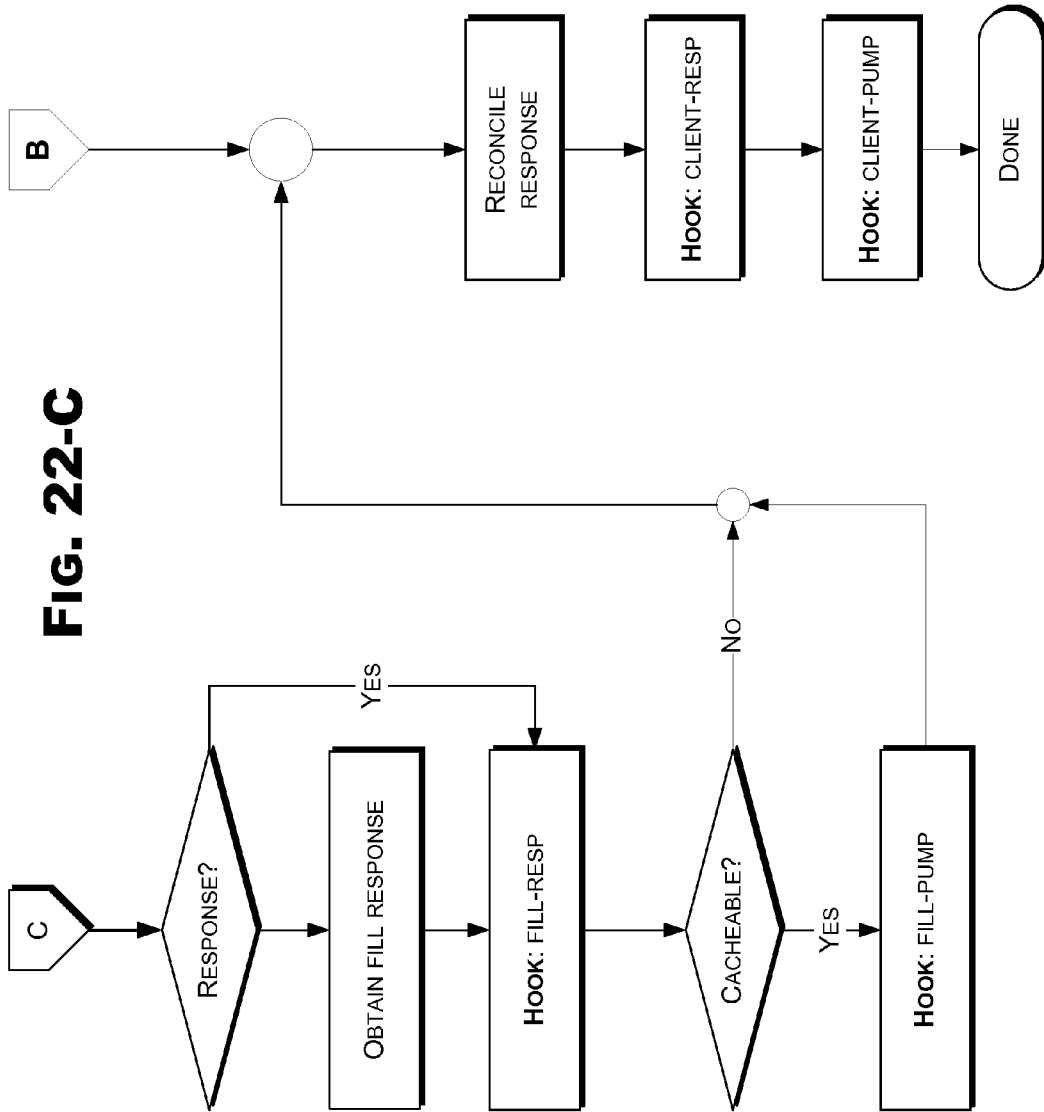 FIG. 22-C
C
RESPONSE?
YES
OBTAIN FILL RESPONSE
HOOK: FILL-RESP
CACHEABLE?
NO
YES
HOOK: FILL-PUMP
B
RECONCILE
RESPONSE
HOOK: CLIENT-RESP
HOOK: CLIENT-PUMP
DONE